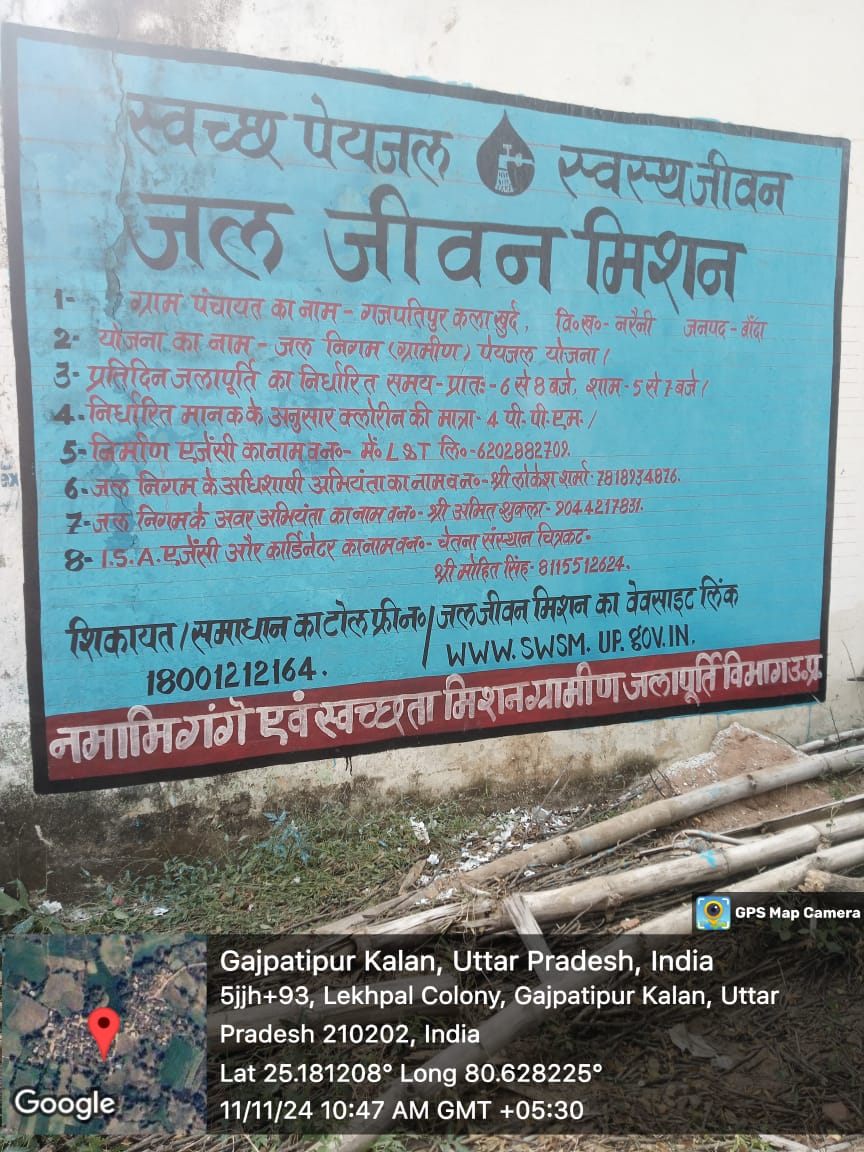 स्वच्छ पेयजल स्वस्थ जीवन
जल जीवन मिशन
1- ग्राम पंचायत का नाम - गजपतिपुर कला खुर्द, वि०ख०- नरैनी जनपद - बाँदा
2- योजना का नाम - जल निगम (ग्रामीण) पेयजल योजना।
3- प्रतिदिन जलापूर्ति का निर्धारित समय - प्रातः - 6 से 8 बजे, शाम - 5 से 7 बजे।
4- निर्धारित मानक के अनुसार क्लोरीन की मात्रा - 4 पी. पी. एम.।
5- निर्माण एजेंसी का नाम व न०- में० L&T लि० - 6202882709.
6- जल निगम के अधिशाषी अभियंता का नाम व न०- श्री लोकेश शर्मा - 7818934876.
7- जल निगम के अवर अभियंता का नाम व न०- श्री अमित शुक्ला - 9044217831.
8- I.S.A. एजेंसी और कार्डिनेटर का नाम व न०- चेतना संस्थान चित्रकट.
श्री मोहित सिंह - 8115512624.
शिकायत/समाधान का टोल फ्री न०/जल जीवन मिशन का वेवसाइट लिंक
18001212164. WWW.SWSM.UP.GOV.IN.
नमामि गंगे एवं स्वच्छता मिशन ग्रामीण जलापूर्ति विभाग उ.प्र.
GPS Map Camera
Gajpatipur Kalan, Uttar Pradesh, India
5jjh+93, Lekhpal Colony, Gajpatipur Kalan, Uttar
Pradesh 210202, India
Lat 25.181208° Long 80.628225°
11/11/24 10:47 AM GMT +05:30
Google